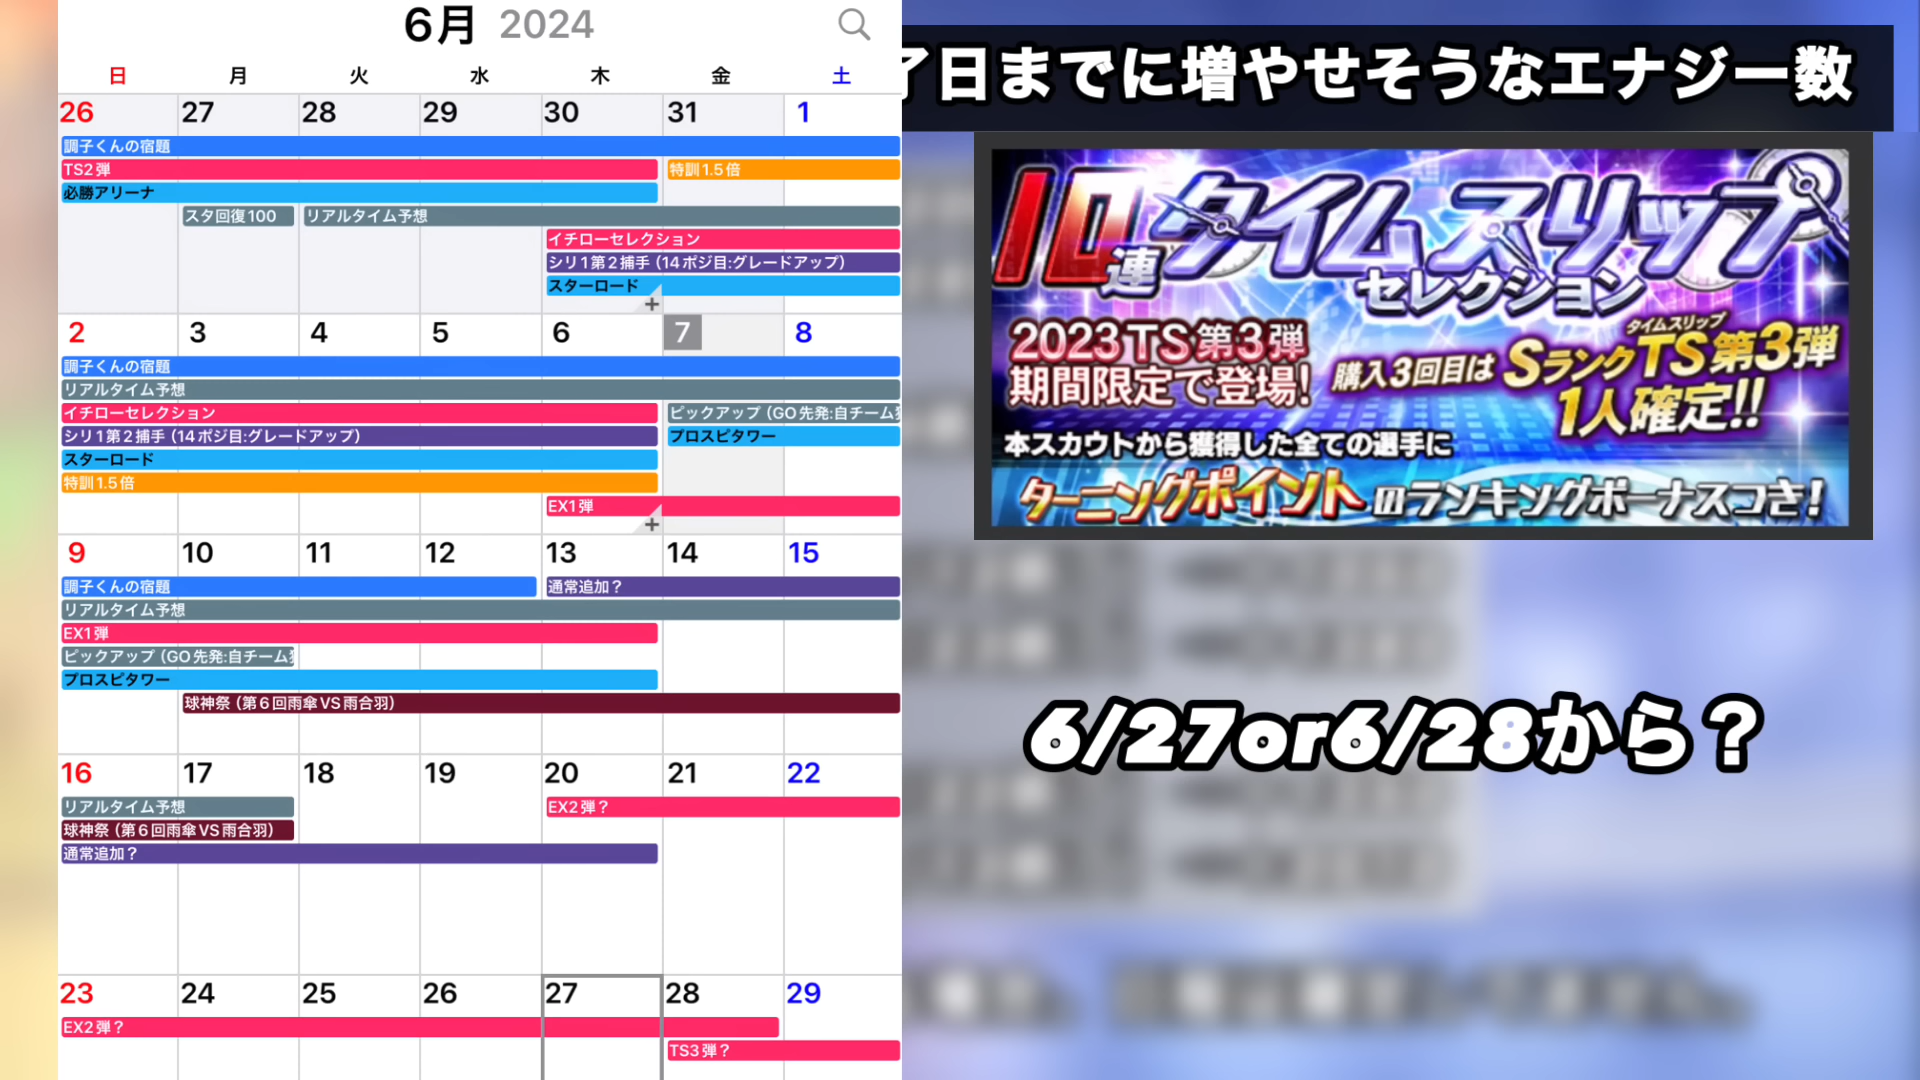 6月 2024
日 月 火 水 木 金 土
26 27 28 29 30 31 1
調子くんの宿題
TS2弾 特訓1.5倍
必勝アリーナ
スタ回復100 リアルタイム予想
イチローセレクション
シリ1第2捕手(14ポジ目:グレードアップ)
スターロード
+
2 3 4 5 6 7 8
調子くんの宿題
リアルタイム予想
イチローセレクション ピックアップ(GO先発:自チーム
シリ1第2捕手(14ポジ目:グレードアップ) プロスピタワー
スターロード
特訓1.5倍
EX1弾
+
9 10 11 12 13 14 15
調子くんの宿題 通常追加?
リアルタイム予想
EX1弾
ピックアップ(GO先発:自チーム
プロスピタワー
球神祭(第6回雨傘VS雨合羽)
16 17 18 19 20 21 22
リアルタイム予想 EX2弾?
球神祭(第6回雨傘VS雨合羽)
通常追加?
23 24 25 26 27 28 29
EX2弾?
TS3弾?
了日までに増やせそうなエナジー数
10連タイムスリップ
セレクション
2023TS第3弾
期間限定で登場!
タイムスリップ
購入3回目はSランクTS第3弾
1人確定!!
本スカウトから獲得した全ての選手に
ターニングポイントのランキングボーナスつき!
6/27or6/28から?